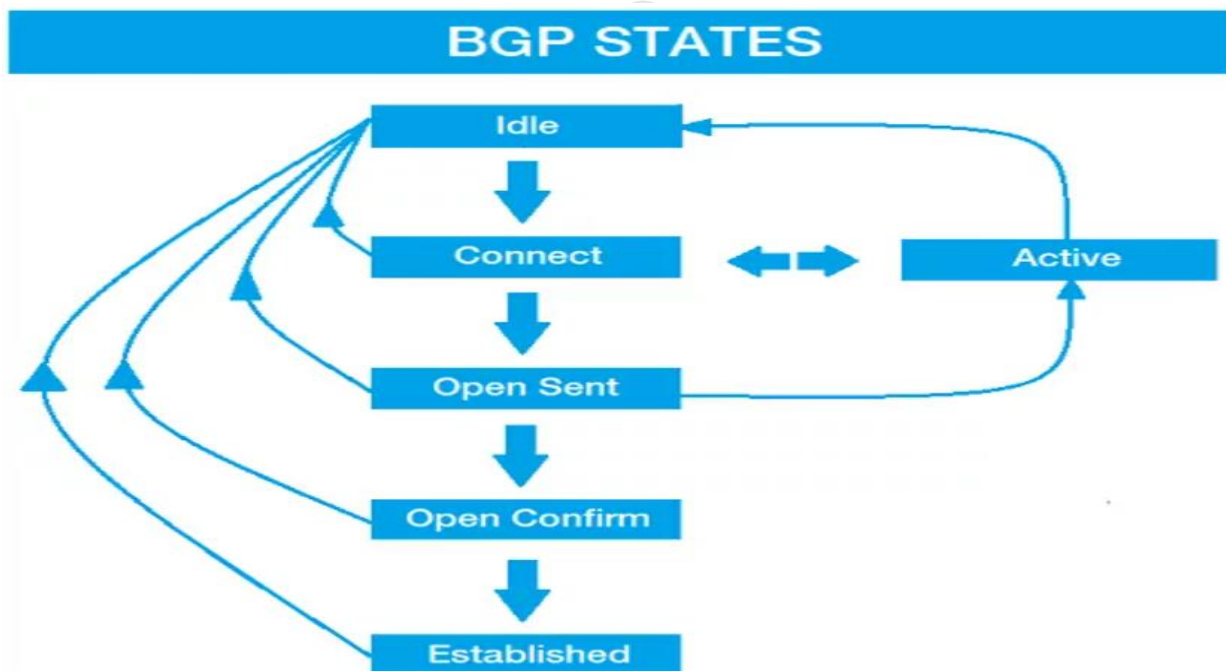 BGP STATES
Idle
Connect
Active
Open Sent
Open Confirm
Established